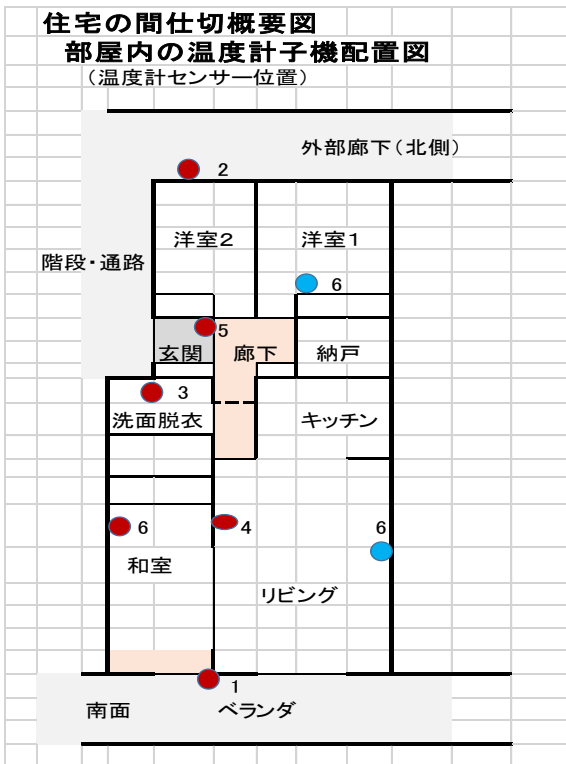 住宅の間仕切概要図
部屋内の温度計子機配置図
（温度計センサー位置）
外部廊下（北側）
2
洋室２
洋室１
階段・通路
6
5
玄関
廊下
納戸
3
洗面脱衣
キッチン
6
4
6
和室
リビング
1
南面
ベランダ